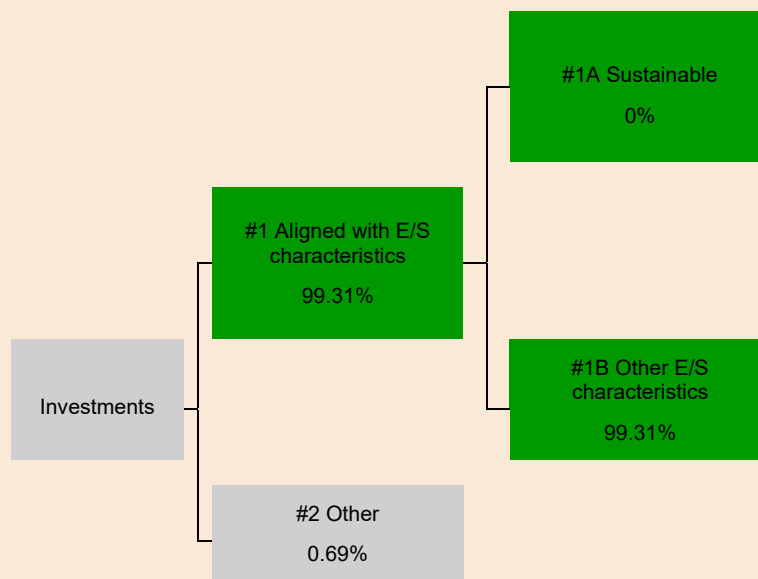 #1A Sustainable
0%
#1 Aligned with E/S
characteristics
99.31%
#1B Other E/S
characteristics
99.31%
Investments
#2 Other
0.69%